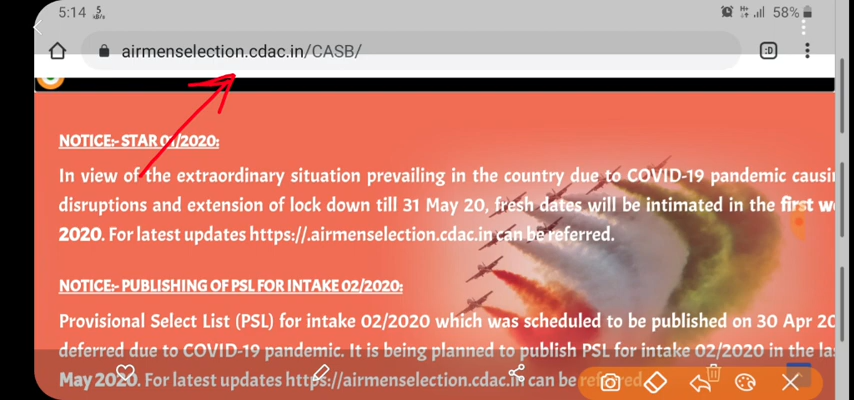 5:14 5 KB/s 58%
airmenselection.cdac.in/CASB/ :D
NOTICE:- STAR 01/2020:
In view of the extraordinary situation prevailing in the country due to COVID-19 pandemic causi
disruptions and extension of lock down till 31 May 20, fresh dates will be intimated in the first w
2020. For latest updates https://.airmenselection.cdac.in can be referred.
NOTICE:- PUBLISHING OF PSL FOR INTAKE 02/2020:
Provisional Select List (PSL) for intake 02/2020 which was scheduled to be published on 30 Apr 20
deferred due to COVID-19 pandemic. It is being planned to publish PSL for intake 02/2020 in the la
May 2020. For latest updates https://airmenselection.cdac.in can be referred